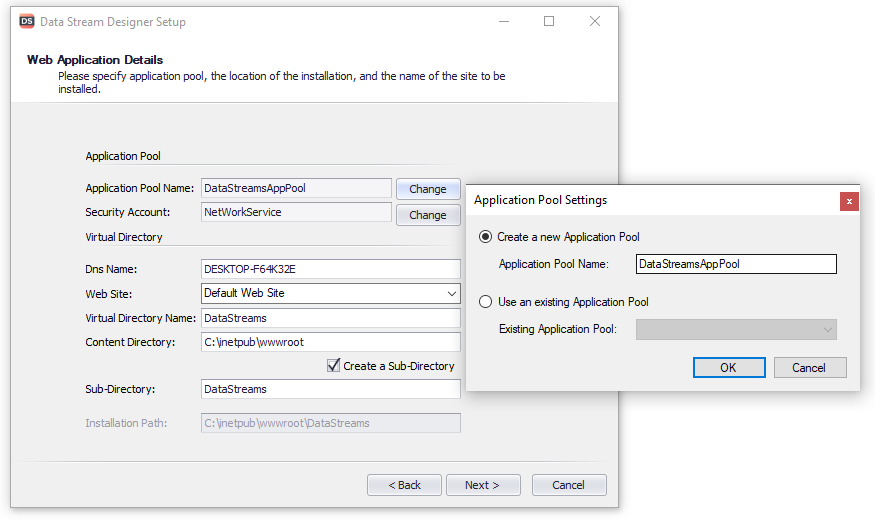 DS Data Stream Designer Setup
Web Application Details
Please specify application pool, the location of the installation, and the name of the site to be
installed.
Application Pool
Application Pool Name: DataStreamsAppPool Change
Security Account: NetWorkService Change
Virtual Directory
Dns Name: DESKTOP-F64K32E
Web Site: Default Web Site
Virtual Directory Name: DataStreams
Content Directory: C:\inetpub\wwwroot
Create a Sub-Directory
Sub-Directory: DataStreams
Installation Path: C:\inetpub\wwwroot\DataStreams
< Back Next > Cancel
Application Pool Settings x
Create a new Application Pool
Application Pool Name: DataStreamsAppPool
Use an existing Application Pool
Existing Application Pool:
OK Cancel